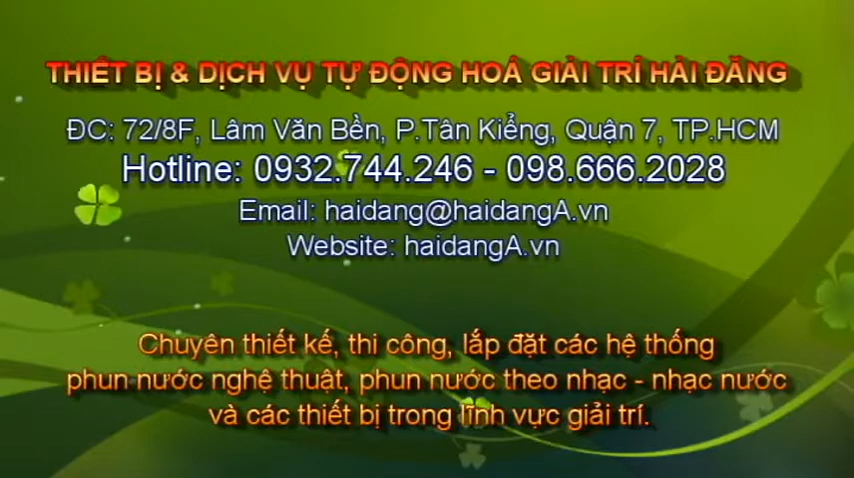 THIẾT BỊ & DỊCH VỤ TỰ ĐỘNG HOÁ GIẢI TRÍ HẢI ĐĂNG
ĐC: 72/8F, Lâm Văn Bền, P.Tân Kiểng, Quận 7, TP.HCM
Hotline: 0932.744.246 - 098.666.2028
Email: haidang@haidangA.vn
Website: haidangA.vn
Chuyên thiết kế, thi công, lắp đặt các hệ thống
phun nước nghệ thuật, phun nước theo nhạc - nhạc nước
và các thiết bị trong lĩnh vực giải trí.